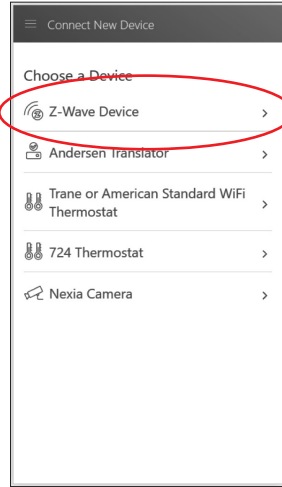 Connect New Device
Choose a Device
Z-Wave Device
Andersen Translator
Trane or American Standard WiFi
Thermostat
724 Thermostat
Nexia Camera